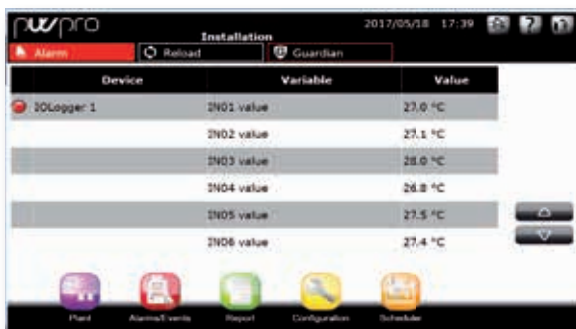 pwpro Installation 2017/05/18 17:39 ?
Alarm Reload Guardian
Device Variable Value
IOLogger 1 IN01 value 27.0 °C
IN02 value 27.1 °C
IN03 value 28.0 °C
IN04 value 26.8 °C
IN05 value 27.5 °C
IN06 value 27.4 °C
Plant Alarms/Events Report Configuration Scheduler